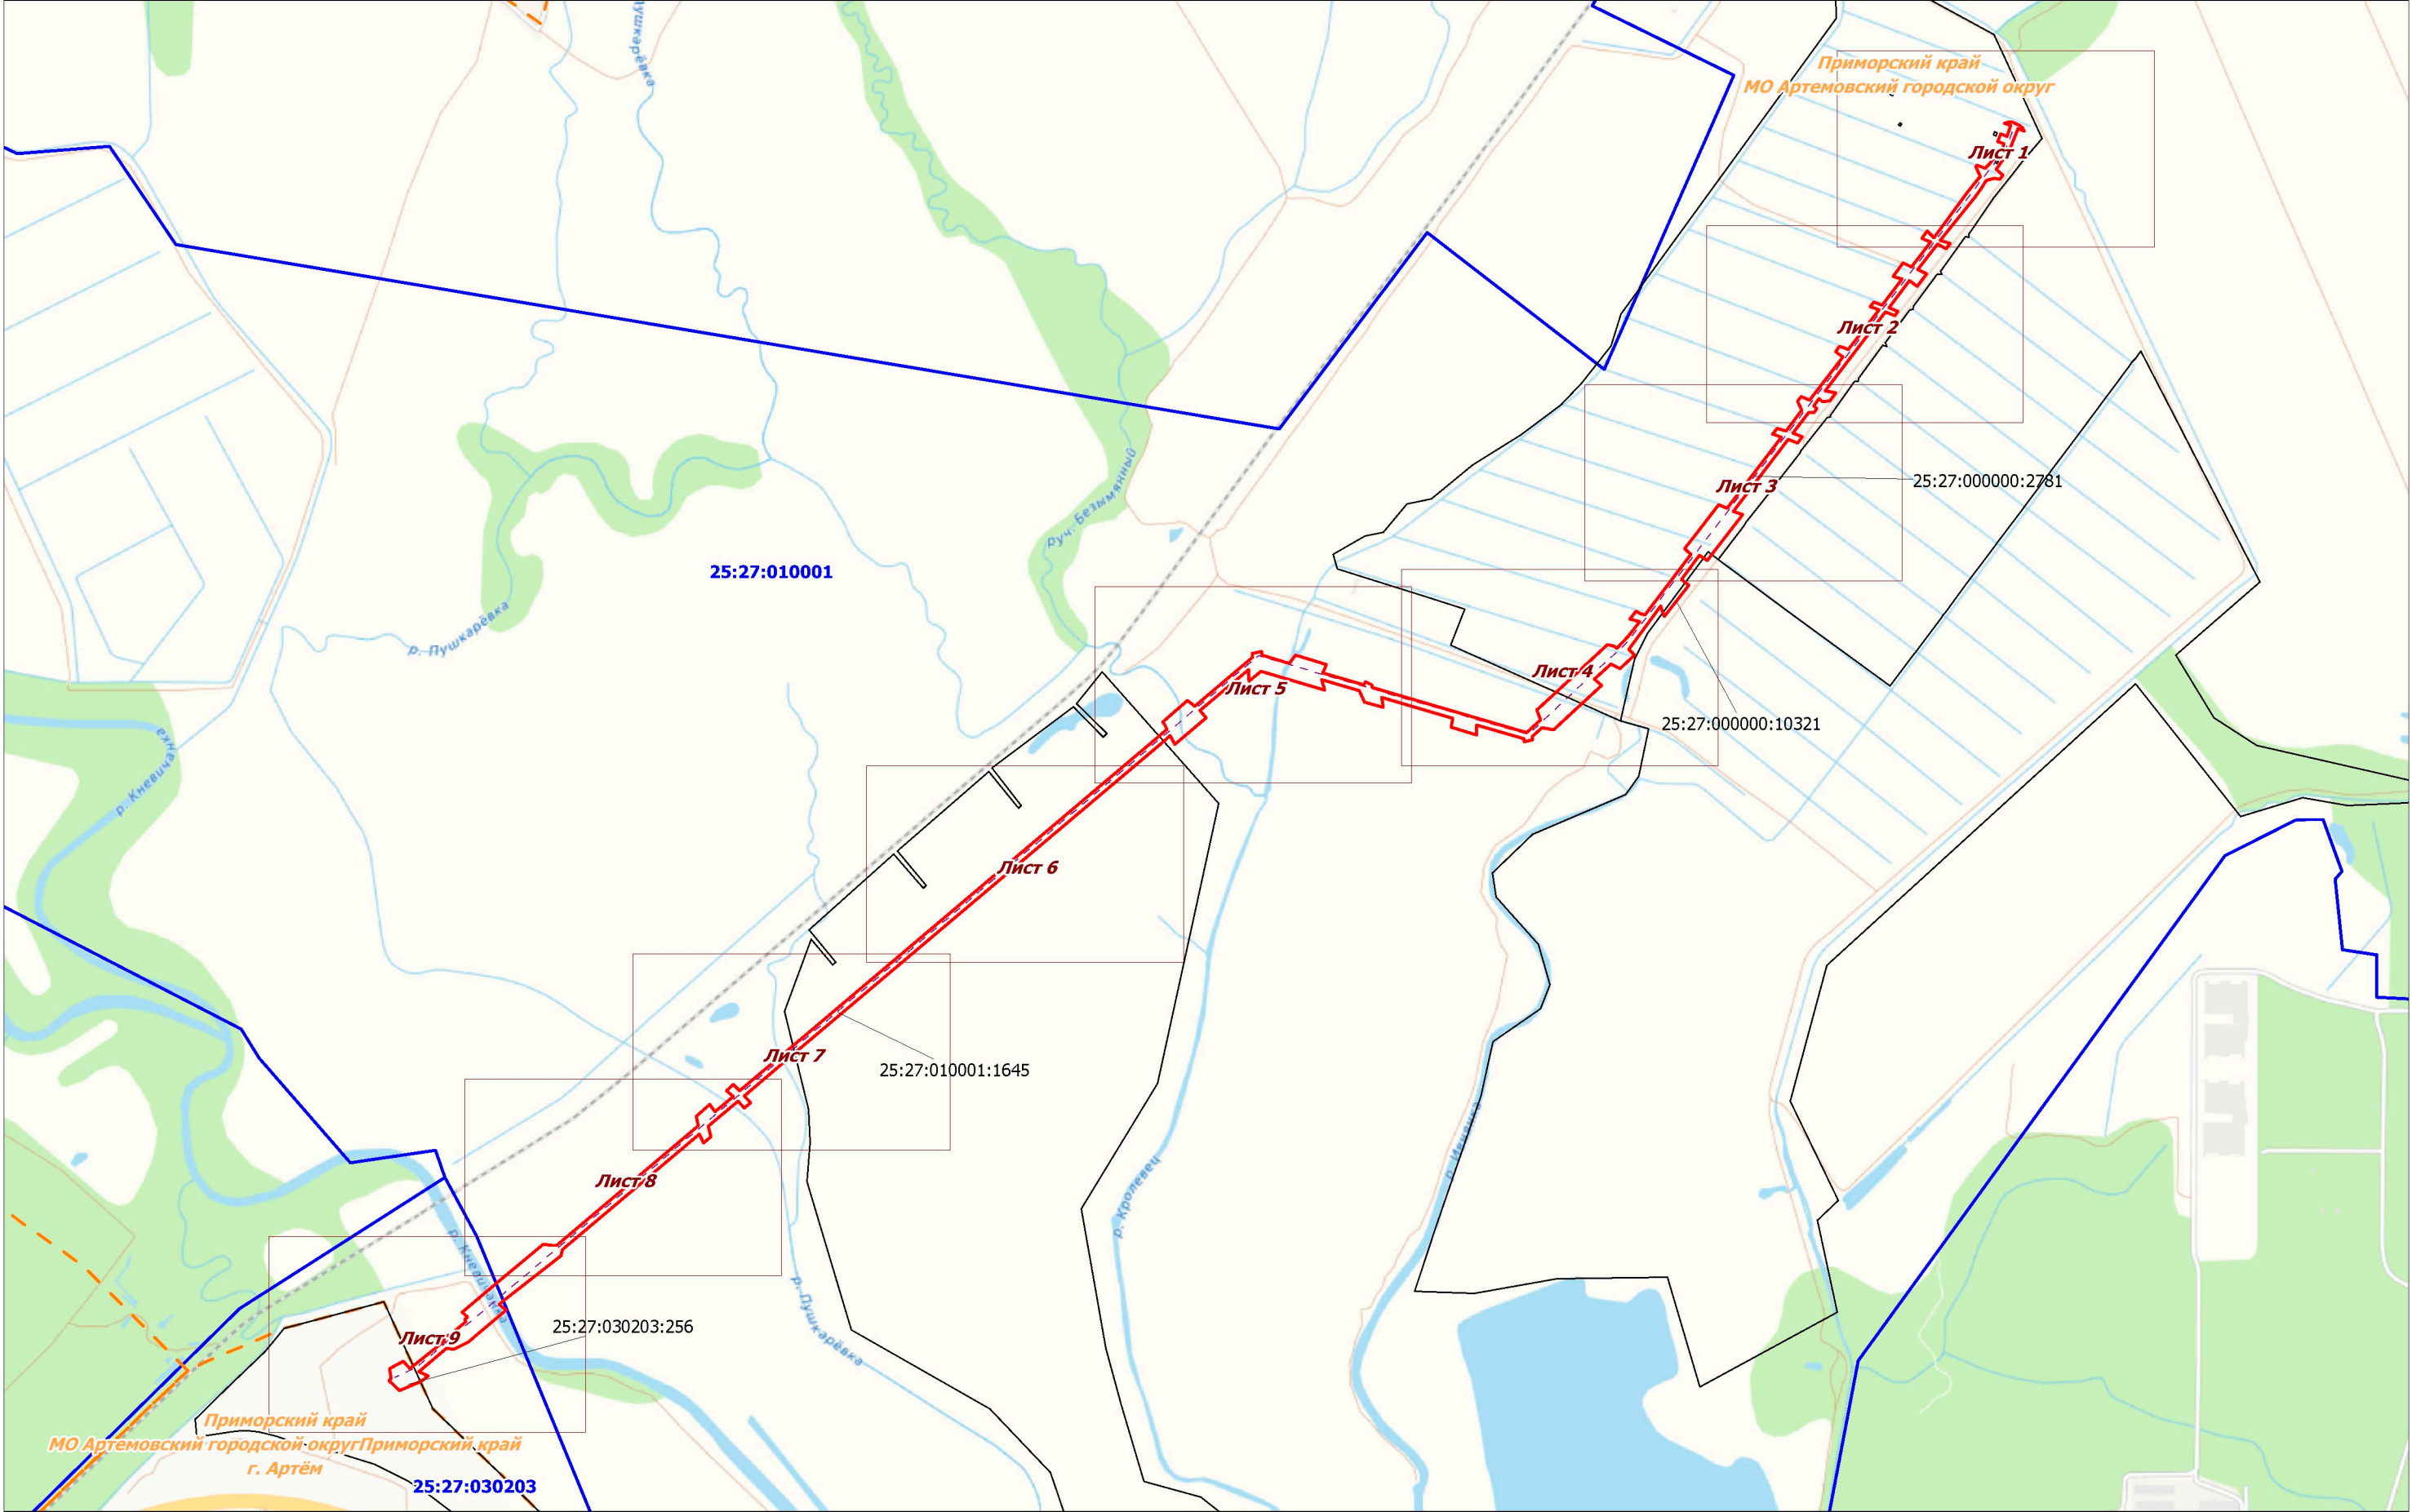 Пушкарёвка
Приморский край
МО Артемовский городской округ
Лист 1
Лист 2
руч. Безымянный
Лист 3
25:27:000000:2781
25:27:010001
р. Пушкарёвка
Лист 4
Лист 5
25:27:000000:10321
р. Кневичанка
Лист 6
Лист 7
25:27:010001:1645
р. Ивнянка
Лист 8
р. Кролевец
р. Кневичанка
р. Пушкарёвка
25:27:030203:256
Лист 9
Приморский край
МО Артемовский городской округПриморский край
г. Артём
25:27:030203